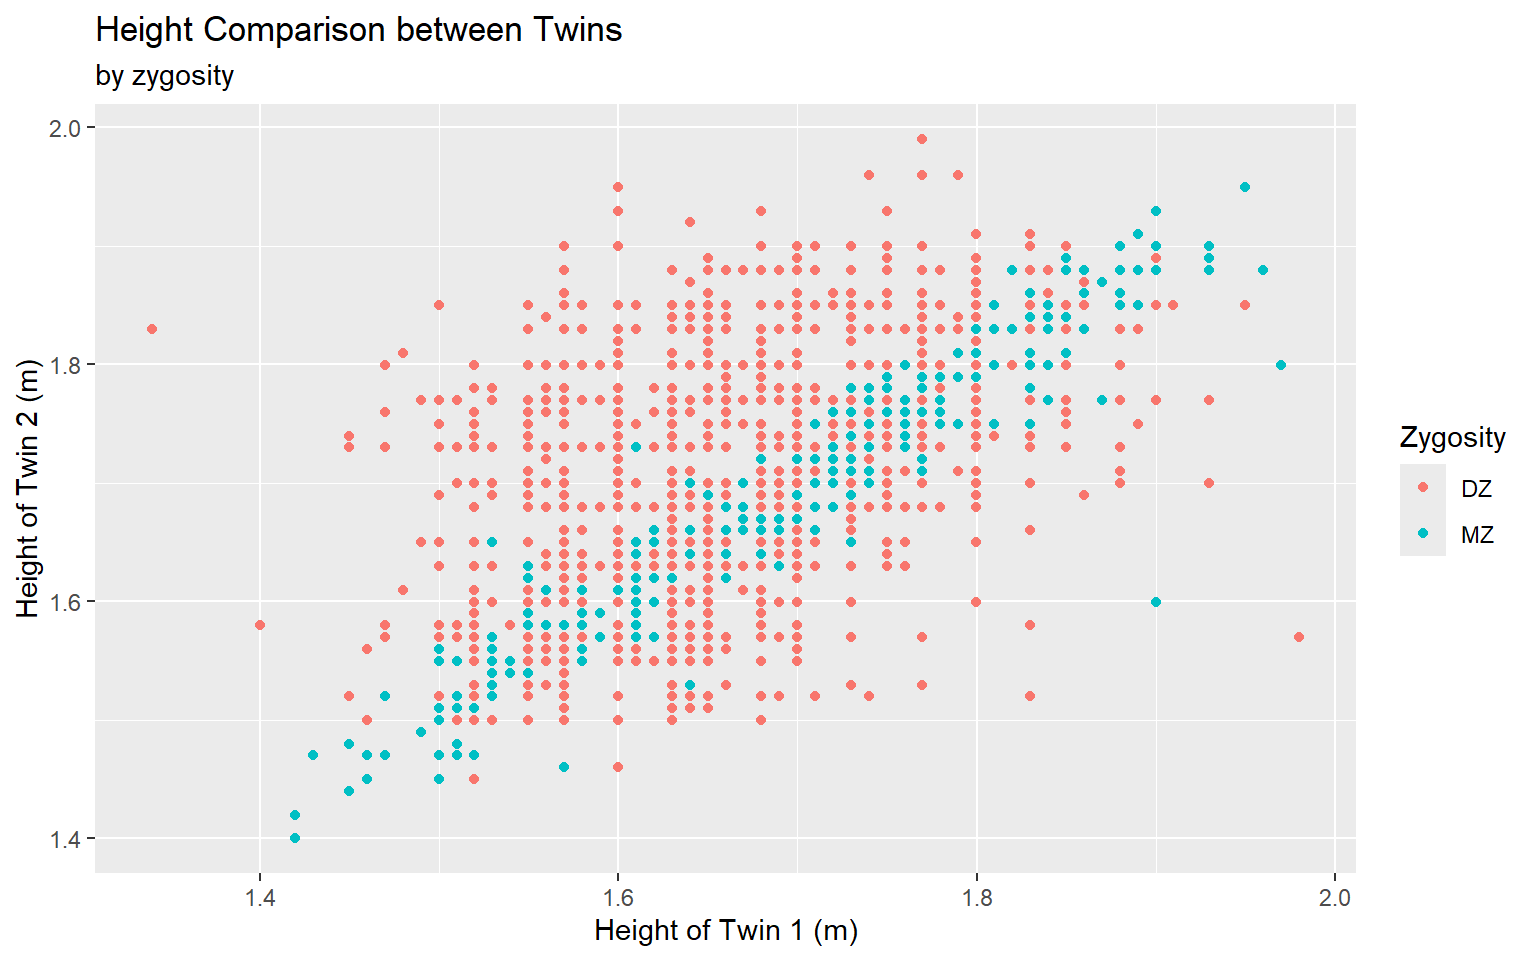 Height Comparison between Twins
by zygosity
2.0
1.8
1.6
1.4
Height of Twin 2 (m)
1.4 1.6 1.8 2.0
Height of Twin 1 (m)
Zygosity
DZ
MZ